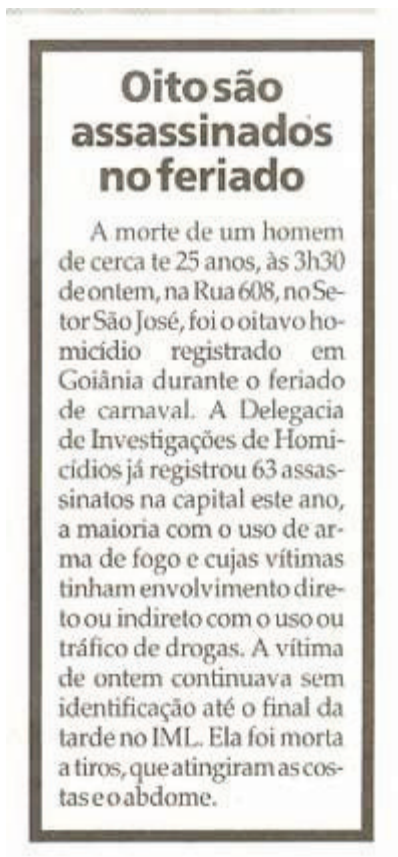 Oito são
assassinados
no feriado
A morte de um homem
de cerca te 25 anos, às 3h30
de ontem, na Rua 608, no Se-
tor São José, foi o oitavo ho-
micídio registrado em
Goiânia durante o feriado
de carnaval. A Delegacia
de Investigações de Homi-
cídios já registrou 63 assas-
sinatos na capital este ano,
a maioria com o uso de ar-
ma de fogo e cujas vítimas
tinham envolvimento dire-
to ou indireto com o uso ou
tráfico de drogas. A vítima
de ontem continuava sem
identificação até o final da
tarde no IML. Ela foi morta
a tiros, que atingiram as cos-
tas e o abdome.